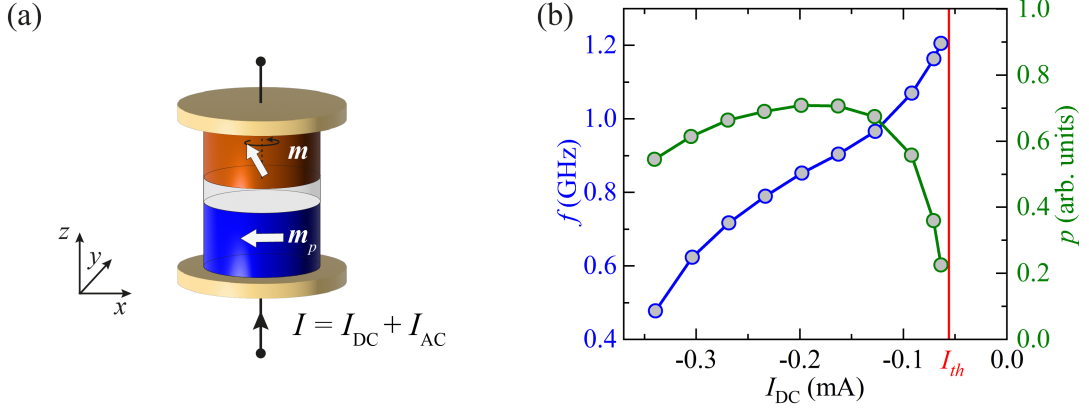 (a)
m
m_p
z
y
x
I = I_DC + I_AC
(b)
f (GHz)
1.2
1.0
0.8
0.6
0.4
-0.3
-0.2
-0.1
0.0
I_th
I_DC (mA)
1.0
0.8
0.6
0.4
0.2
0.0
p (arb. units)